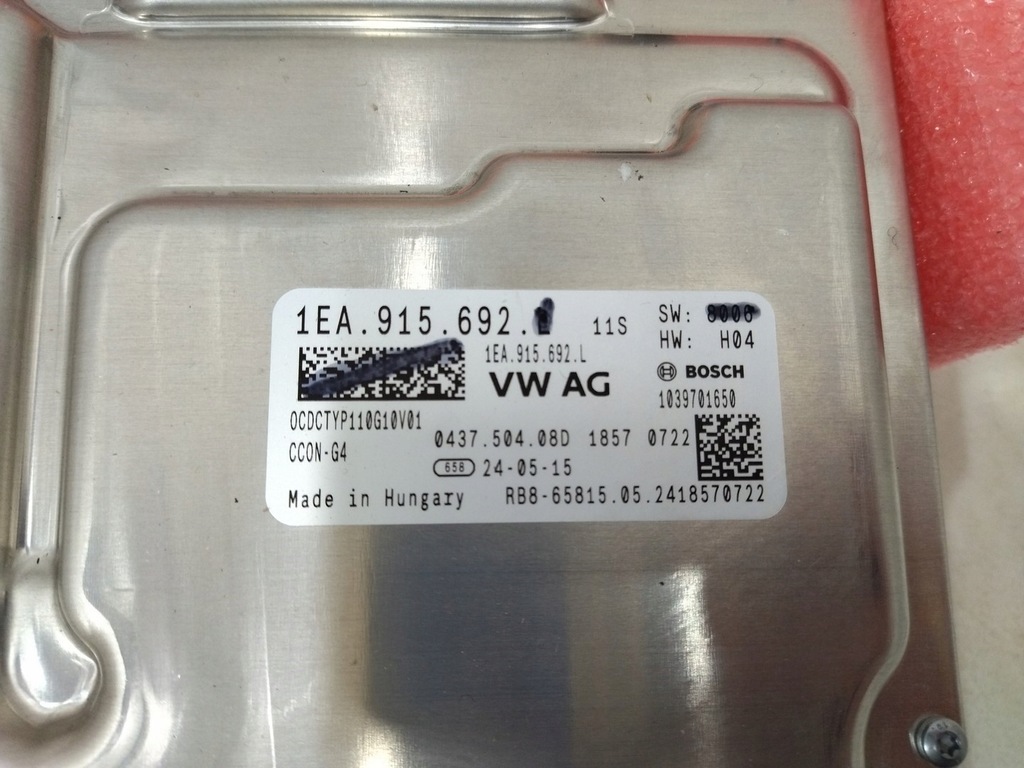 1EA.915.692. 11S
SW: 8000
HW: H04
1EA.915.692.L
VW AG
BOSCH
1039701650
OCDCTYP110G10V01
CCON-G4
0437.504.08D 1857 0722
658 24-05-15
Made in Hungary RB8-65815.05.2418570722